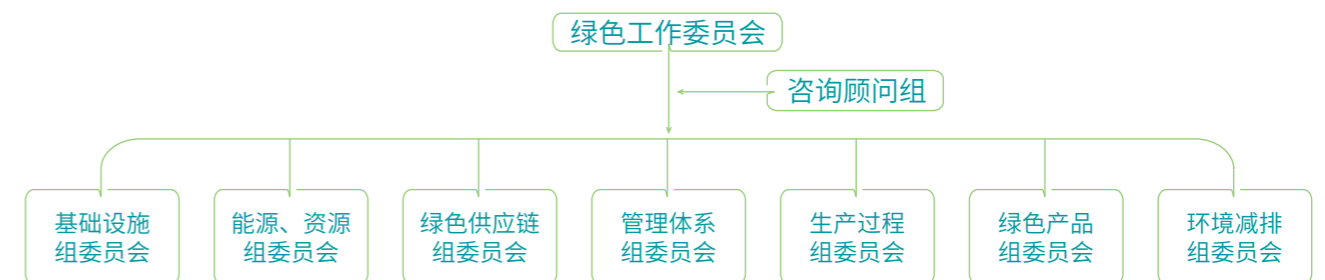 绿色工作委员会
咨询顾问组
基础设施
组委员会
能源、资源
组委员会
绿色供应链
组委员会
管理体系
组委员会
生产过程
组委员会
绿色产品
组委员会
环境减排
组委员会